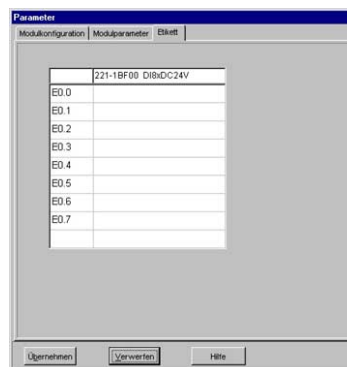 Parameter
Modulkonfiguration Modulparameter Etikett
221-1BF00 DI8xDC24V
E0.0
E0.1
E0.2
E0.3
E0.4
E0.5
E0.6
E0.7
Übernehmen Verwerfen Hilfe